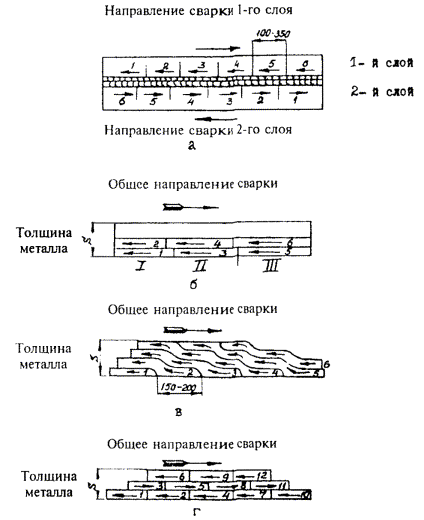 Направление сварки 1-го слоя
100-350
1 2 3 4 5 6
1- й слой
6 5 4 3 2 1
2- й слой
Направление сварки 2-го слоя
а
Общее направление сварки
Толщина металла
S
2 4 6
1 3 5
I II III
б
Общее направление сварки
Толщина металла
S
6
1 2 3 4 5
150-200
в
Общее направление сварки
Толщина металла
S
6 9 12
3 5 8 11
1 2 4 7 10
г